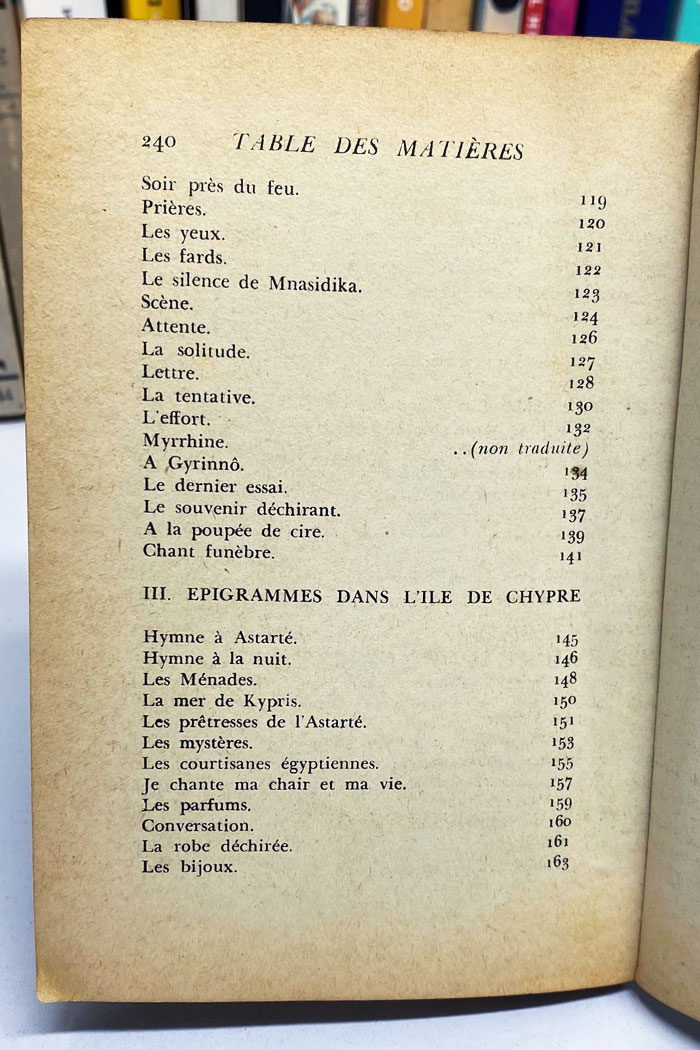 240 TABLE DES MATIÈRES
Soir près du feu. 119
Prières. 120
Les yeux. 121
Les fards. 122
Le silence de Mnasidika. 123
Scène. 124
Attente. 126
La solitude. 127
Lettre. 128
La tentative. 130
L'effort. 132
Myrrhine. ..(non traduite)
A Gyrinnô. 134
Le dernier essai. 135
Le souvenir déchirant. 137
A la poupée de cire. 139
Chant funèbre. 141
III. EPIGRAMMES DANS L'ILE DE CHYPRE
Hymne à Astarté. 145
Hymne à la nuit. 146
Les Ménades. 148
La mer de Kypris. 150
Les prêtresses de l'Astarté. 151
Les mystères. 153
Les courtisanes égyptiennes. 155
Je chante ma chair et ma vie. 157
Les parfums. 159
Conversation. 160
La robe déchirée. 161
Les bijoux. 163